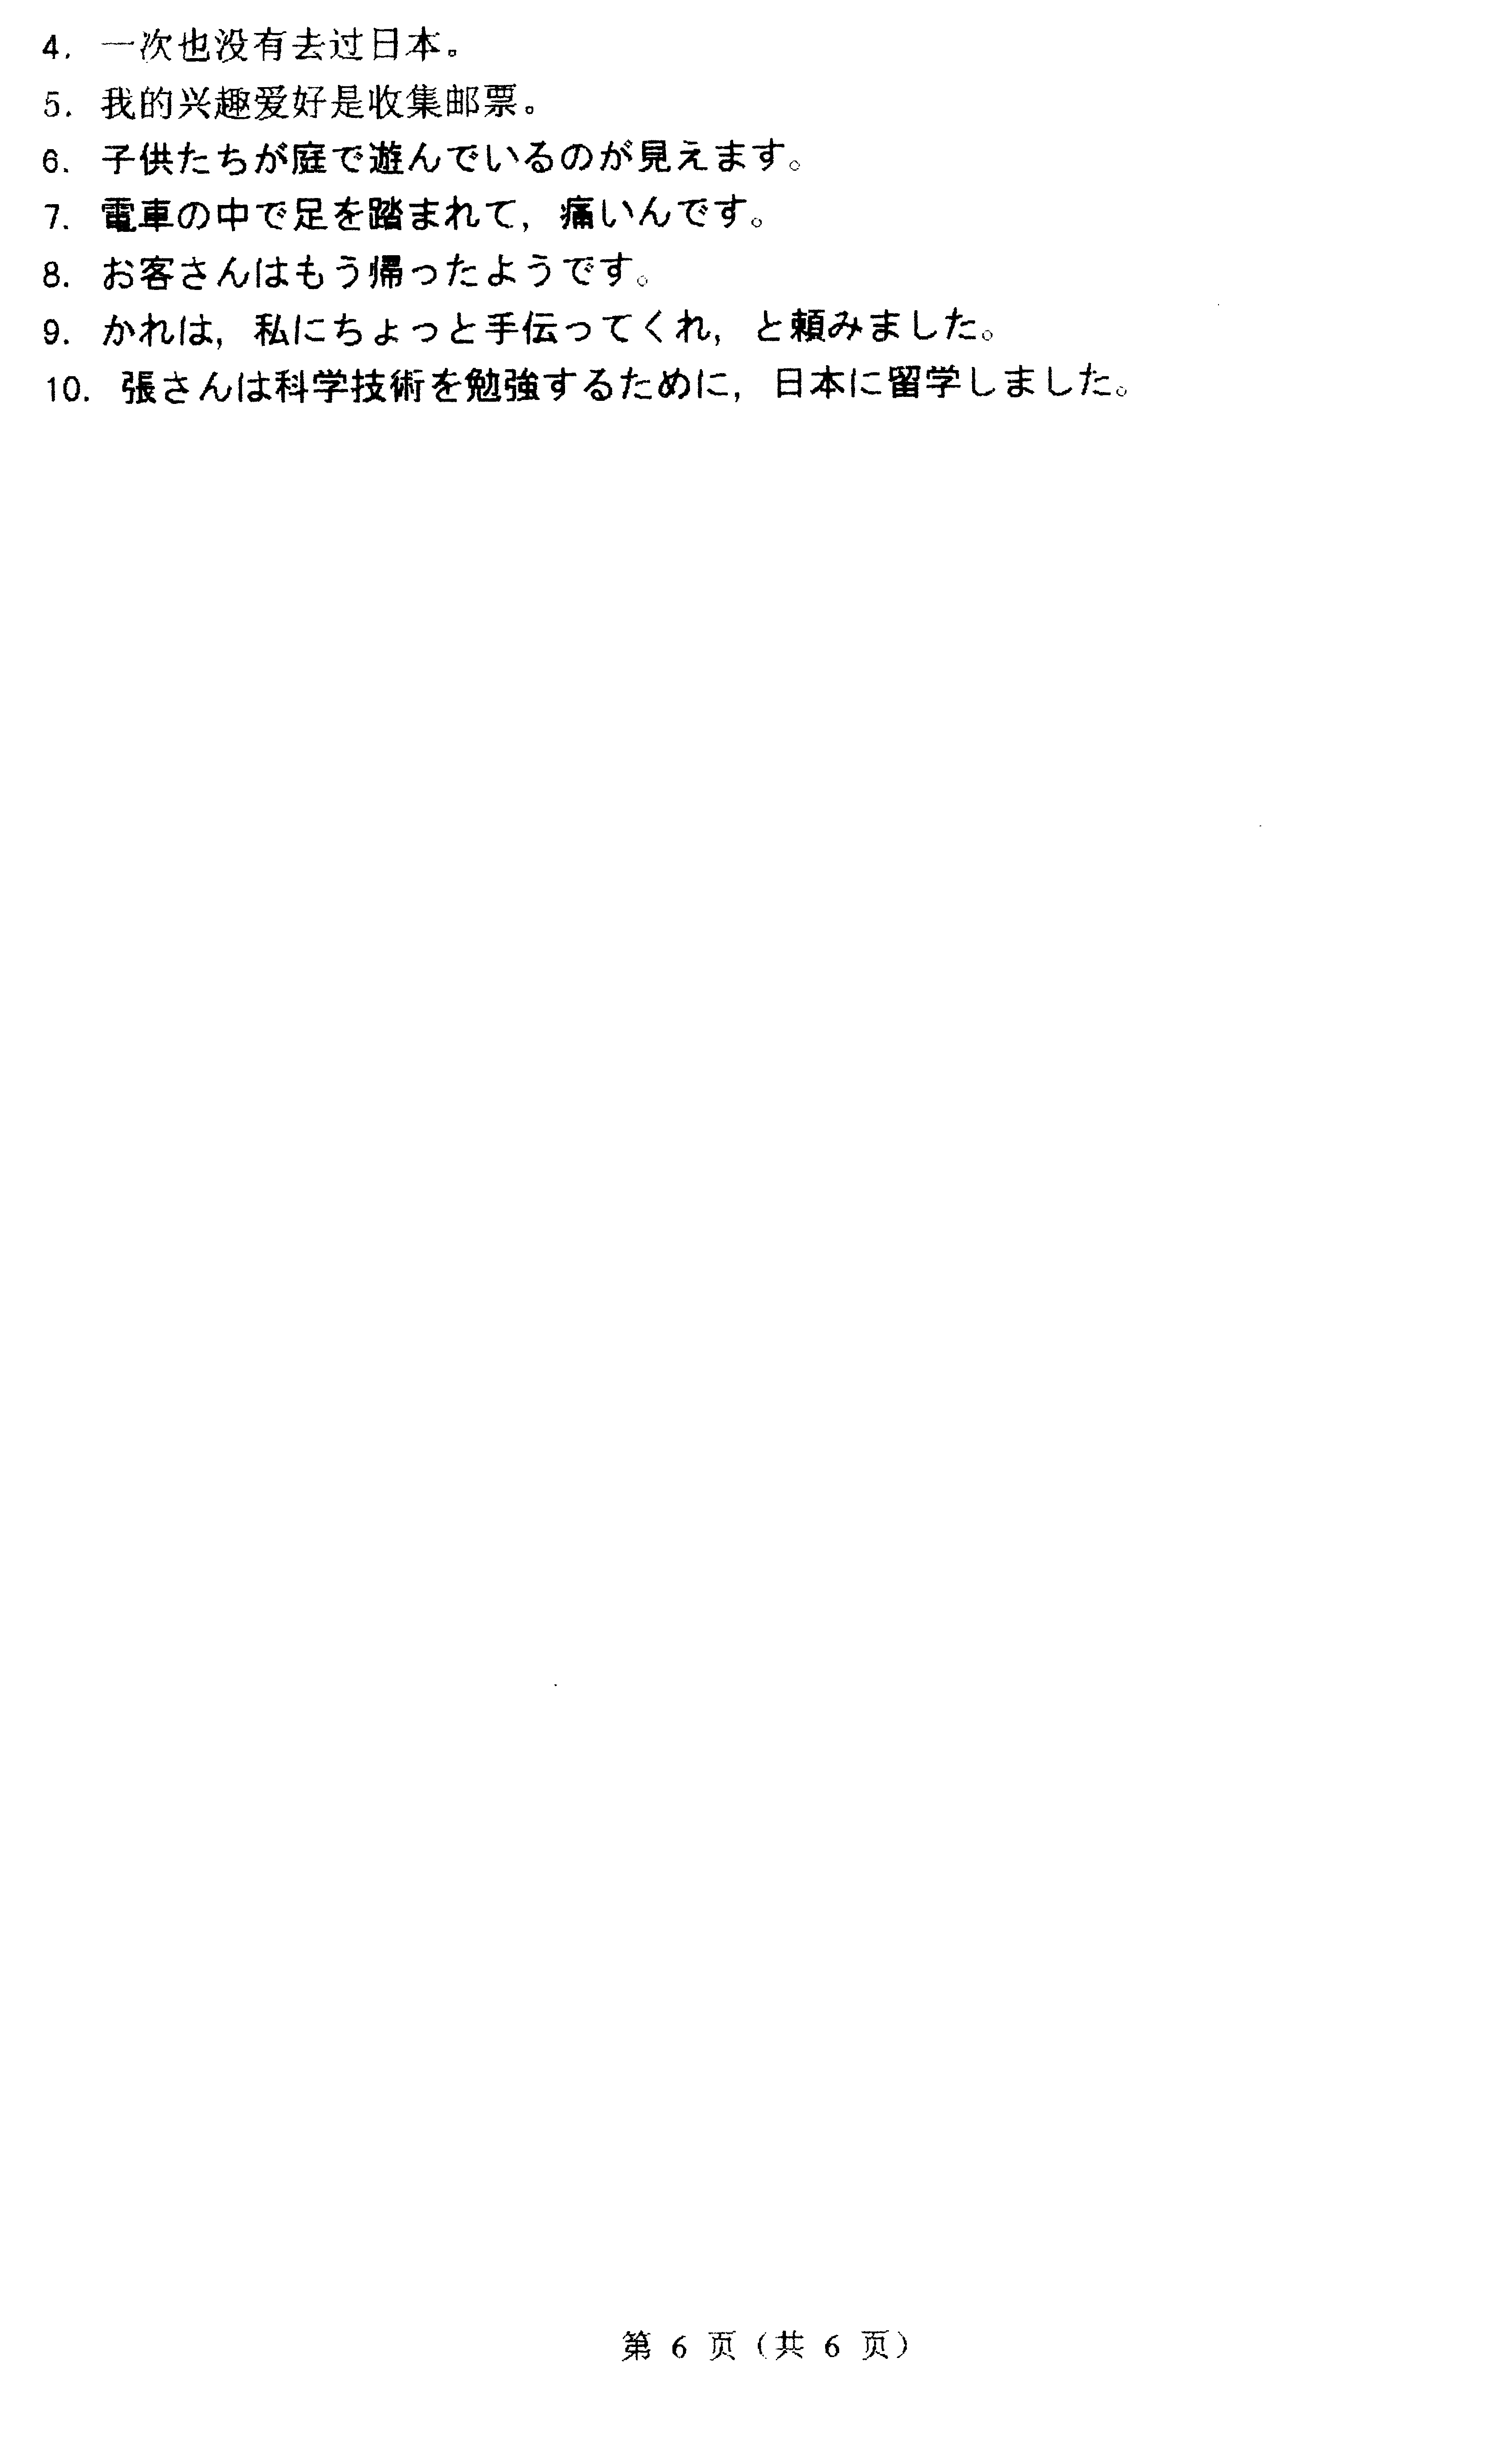 4. 一次也没有去过日本。
5. 我的兴趣爱好是收集邮票。
6. 子供たちが庭で遊んでいるのが見えます。
7. 電車の中で足を踏まれて, 痛いんです。
8. お客さんはもう帰ったようです。
9. かれは, 私にちょっと手伝ってくれ, と頼みました。
10. 張さんは科学技術を勉強するために, 日本に留学しました。
第 6 页 (共 6 页)